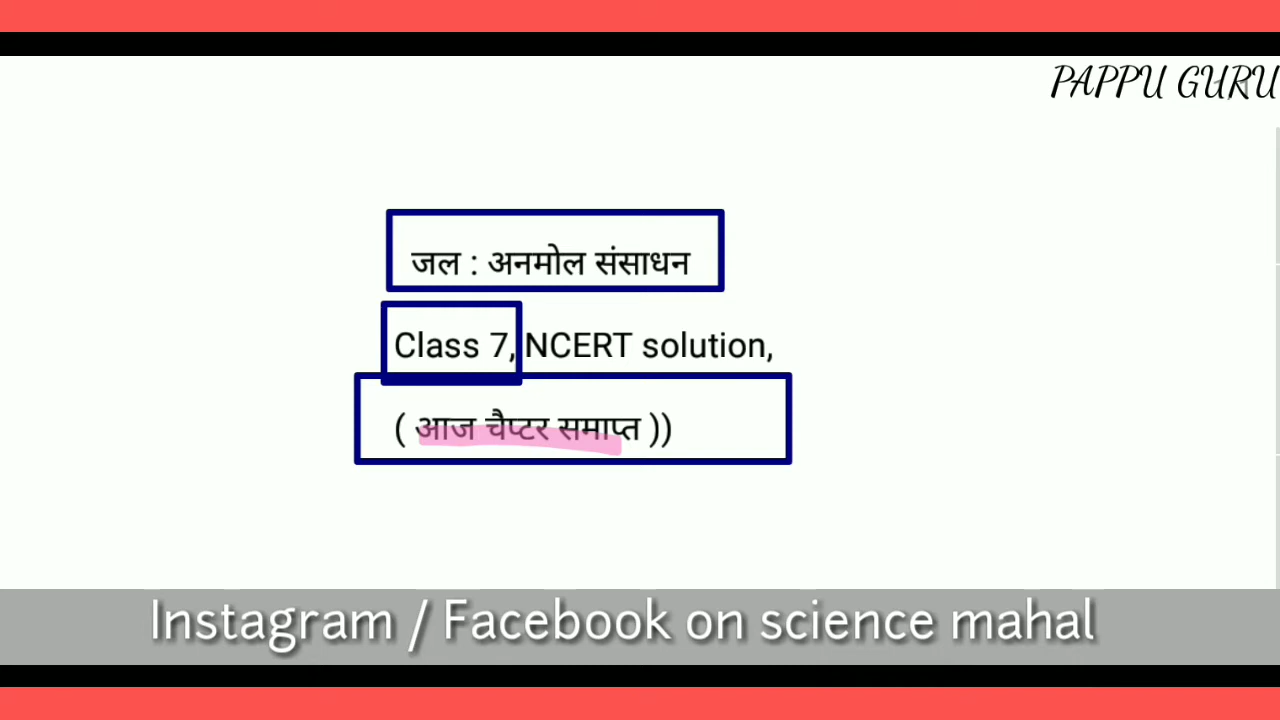 PAPPU GURU
जल : अनमोल संसाधन
Class 7, NCERT solution,
( आज चैप्टर समाप्त ))
Instagram / Facebook on science mahal